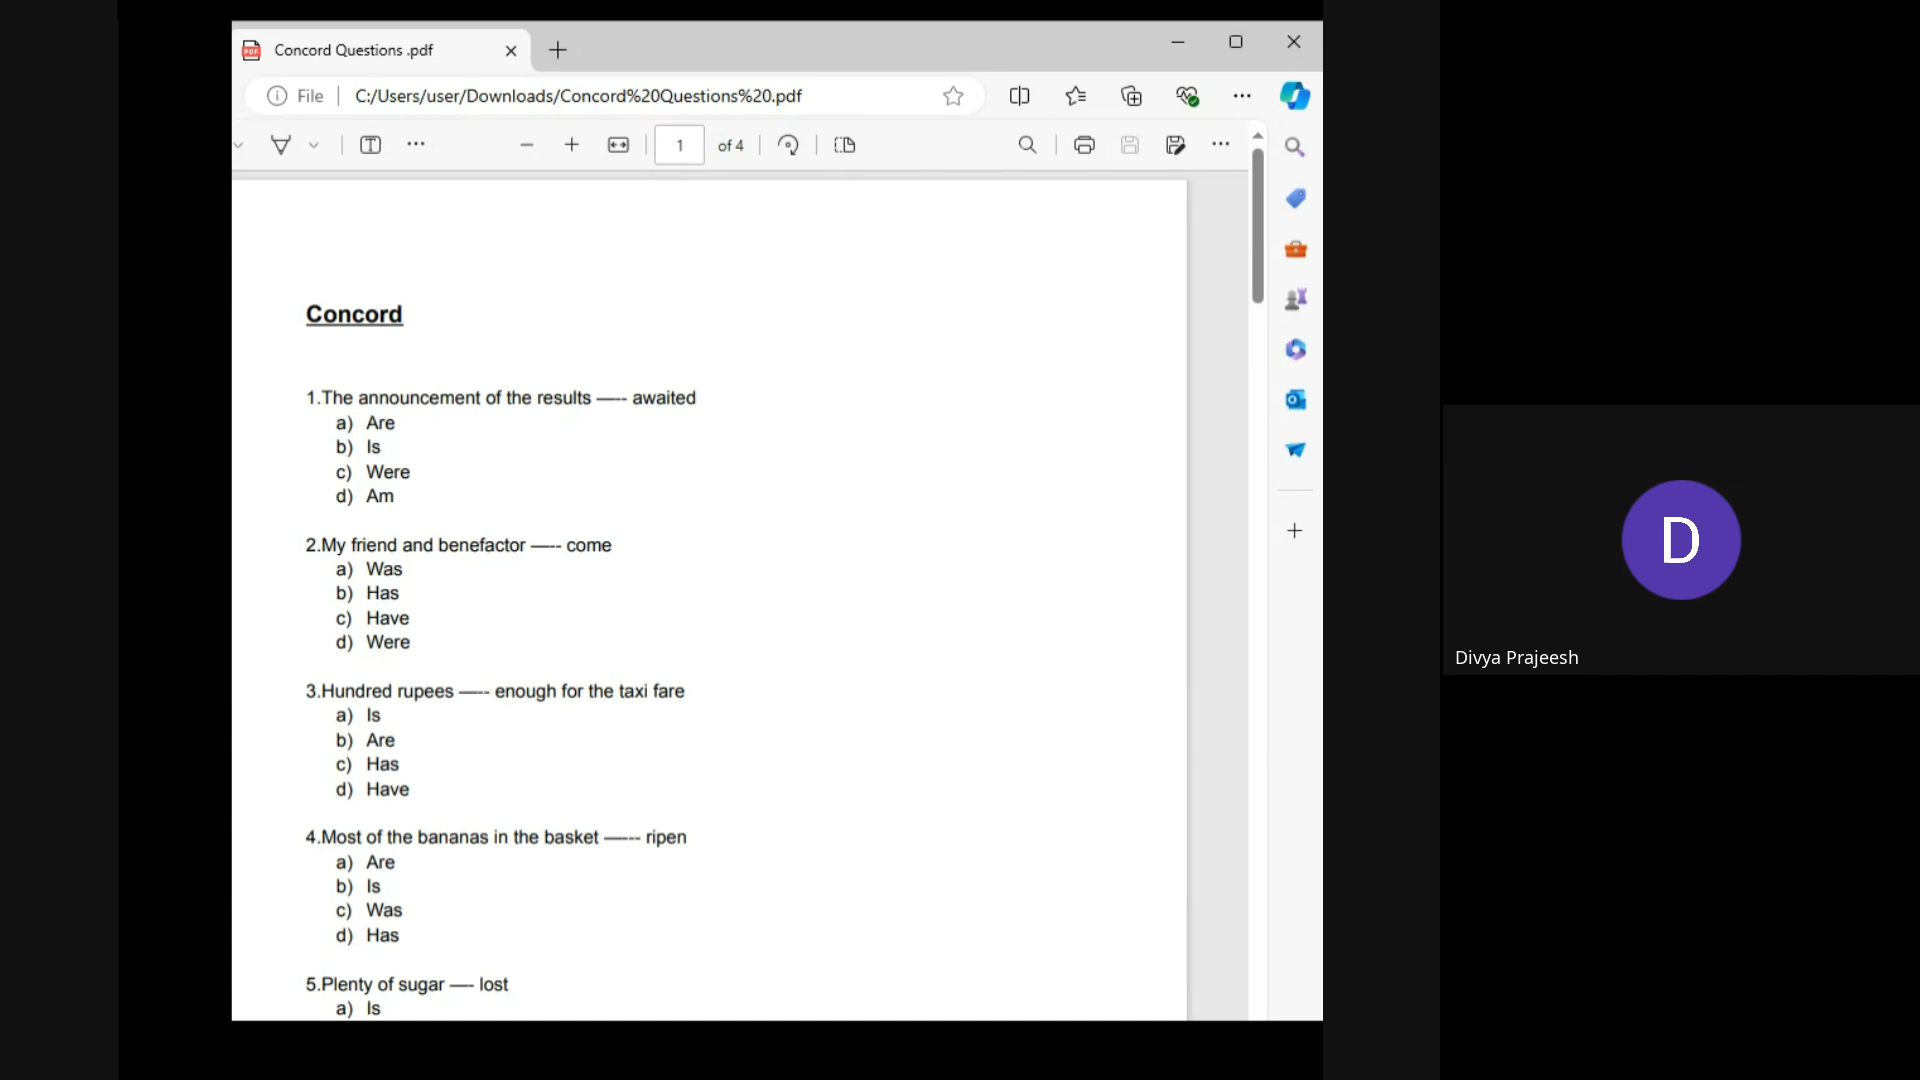 Concord Questions .pdf
File
C:/Users/user/Downloads/Concord%20Questions%20.pdf
1 of 4
Concord
1.The announcement of the results —-- awaited
a) Are
b) Is
c) Were
d) Am
2.My friend and benefactor —-- come
a) Was
b) Has
c) Have
d) Were
3.Hundred rupees —-- enough for the taxi fare
a) Is
b) Are
c) Has
d) Have
4.Most of the bananas in the basket —--- ripen
a) Are
b) Is
c) Was
d) Has
5.Plenty of sugar —- lost
a) Is
D
Divya Prajeesh